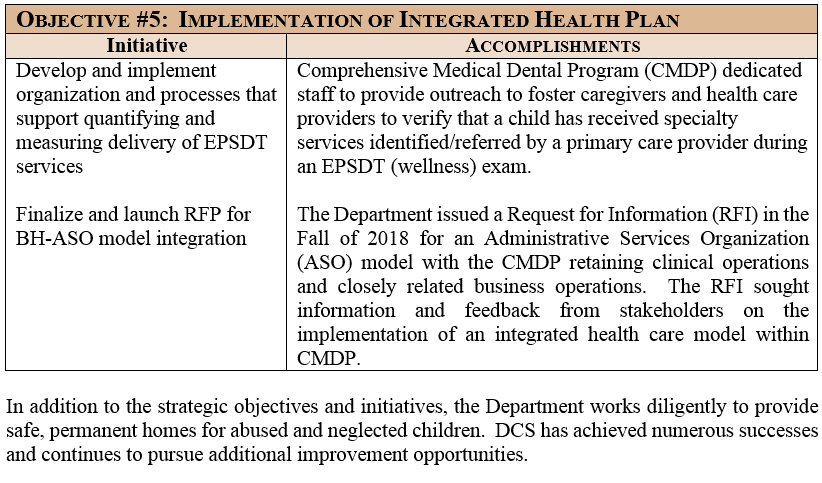 OBJECTIVE #5: IMPLEMENTATION OF INTEGRATED HEALTH PLAN
Initiative
ACCOMPLISHMENTS
Develop and implement
organization and processes that
support quantifying and
measuring delivery of EPSDT
services
Comprehensive Medical Dental Program (CMDP) dedicated
staff to provide outreach to foster caregivers and health care
providers to verify that a child has received specialty
services identified/referred by a primary care provider during
an EPSDT (wellness) exam.
Finalize and launch RFP for
BH-ASO model integration
The Department issued a Request for Information (RFI) in the
Fall of 2018 for an Administrative Services Organization
(ASO) model with the CMDP retaining clinical operations
and closely related business operations. The RFI sought
information and feedback from stakeholders on the
implementation of an integrated health care model within
CMDP.
In addition to the strategic objectives and initiatives, the Department works diligently to provide
safe, permanent homes for abused and neglected children. DCS has achieved numerous successes
and continues to pursue additional improvement opportunities.